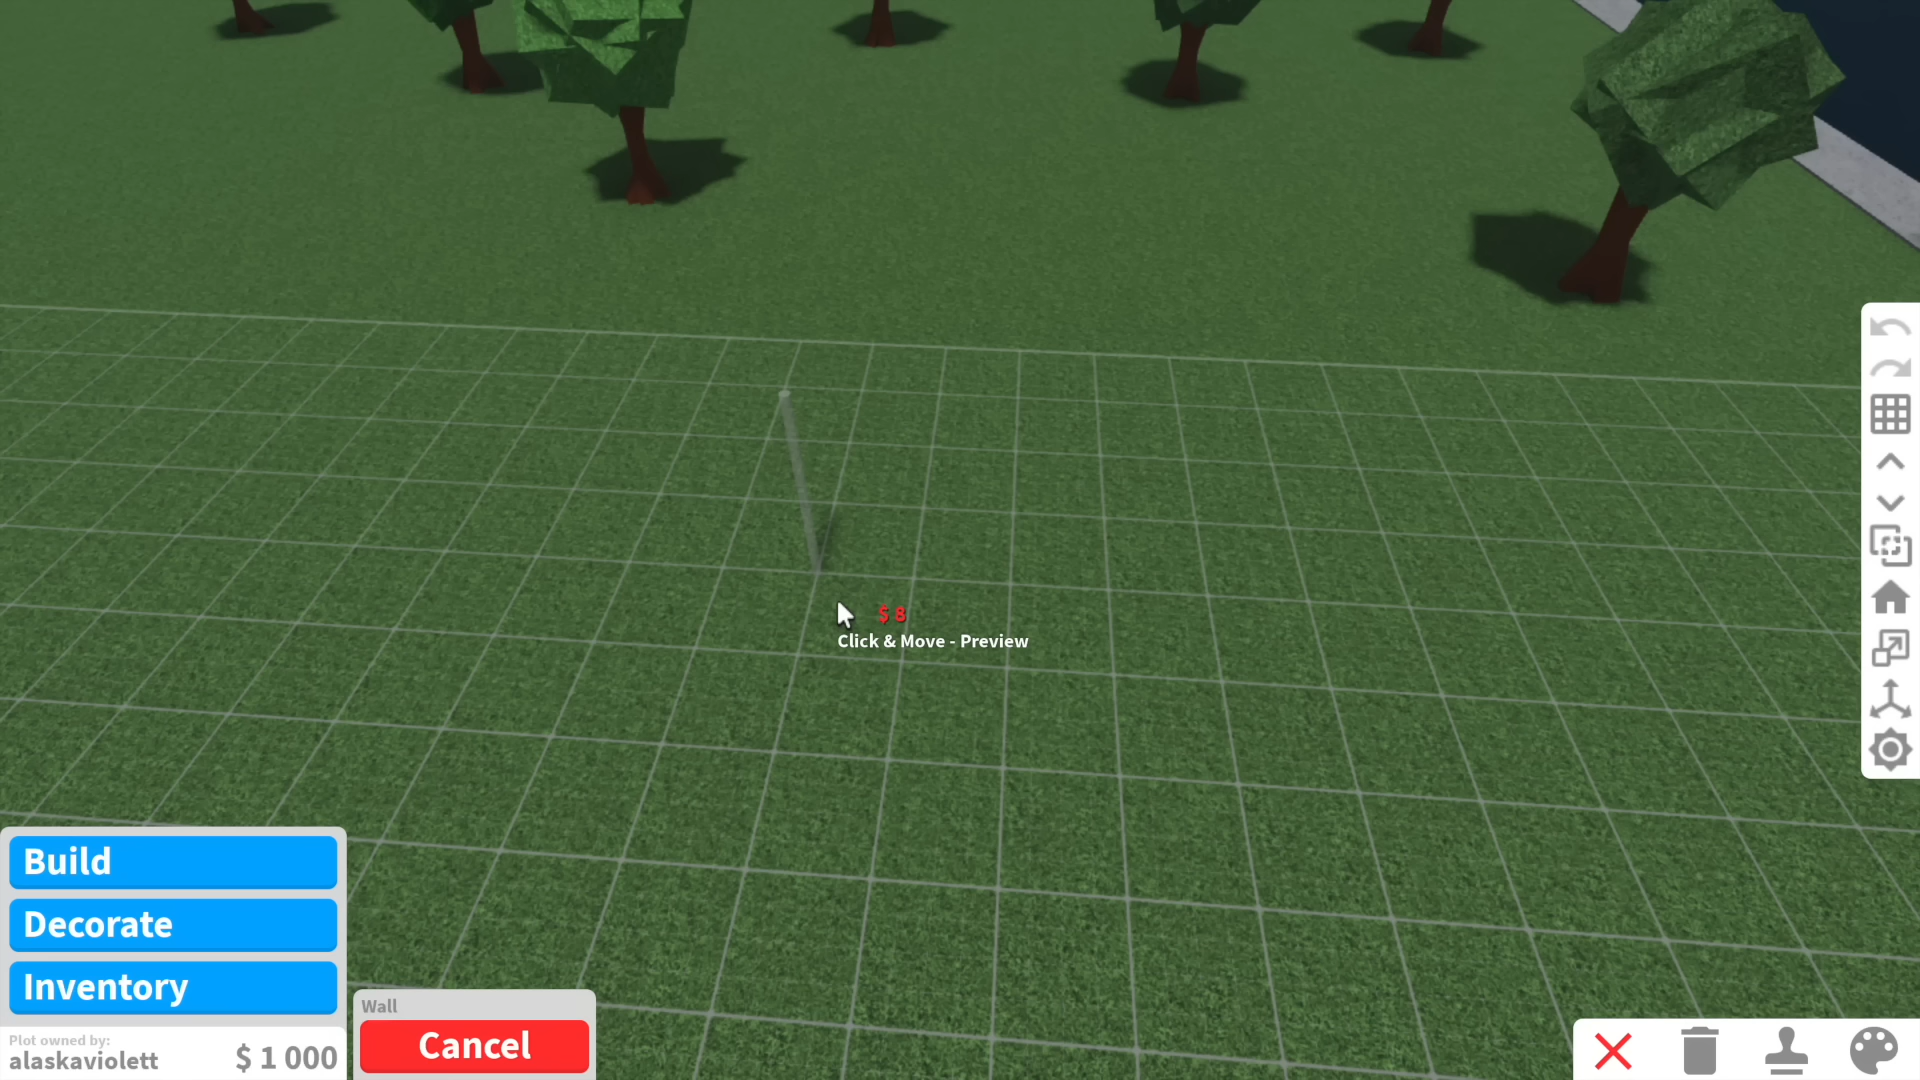 $ 8
Click & Move - Preview
Build
Decorate
Inventory
Plot owned by:
alaskaviolett
$ 1 000
Wall
Cancel